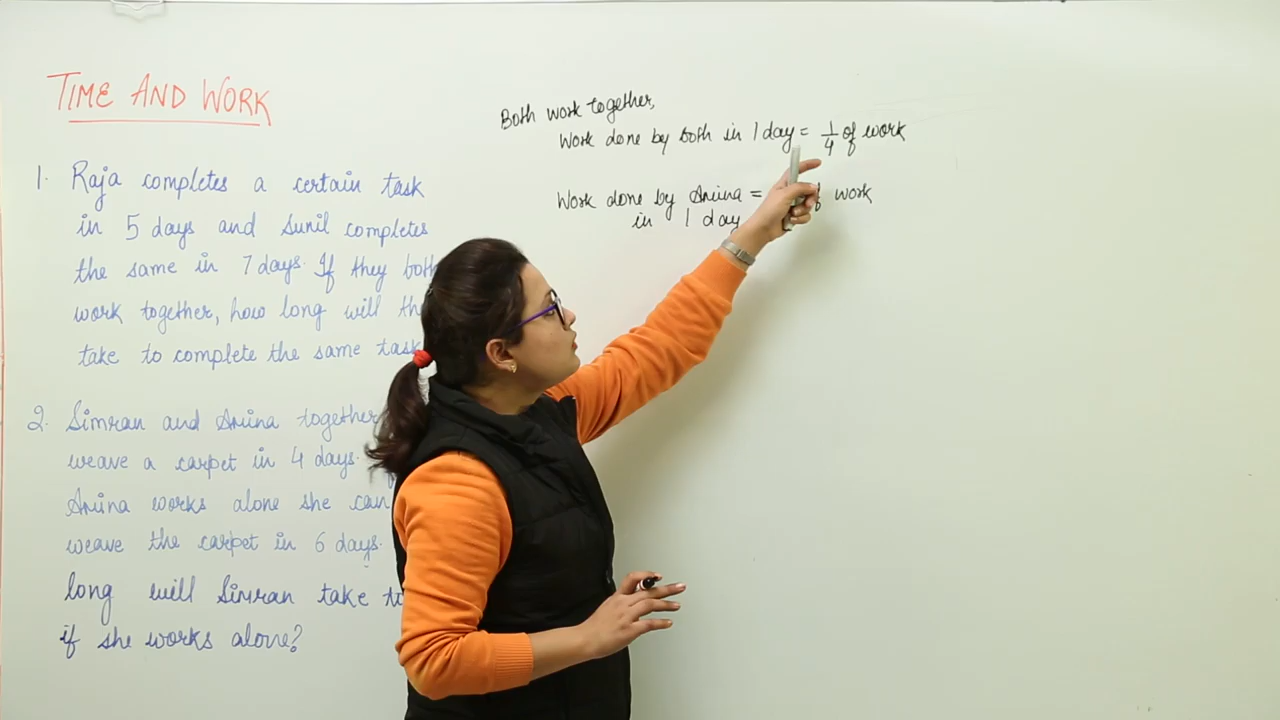 TIME AND WORK
1. Raja completes a certain task
in 5 days and Sunil completes
the same in 7 days. If they both
work together, how long will
take to complete the same task
2. Simran and Amina together
weave a carpet in 4 days.
Amina works alone she can
weave the carpet in 6 days.
long will Simran take
if she works alone?
Both work together,
Work done by both in 1 day = 1/4 of work
Work done by Amina = of work
in 1 day